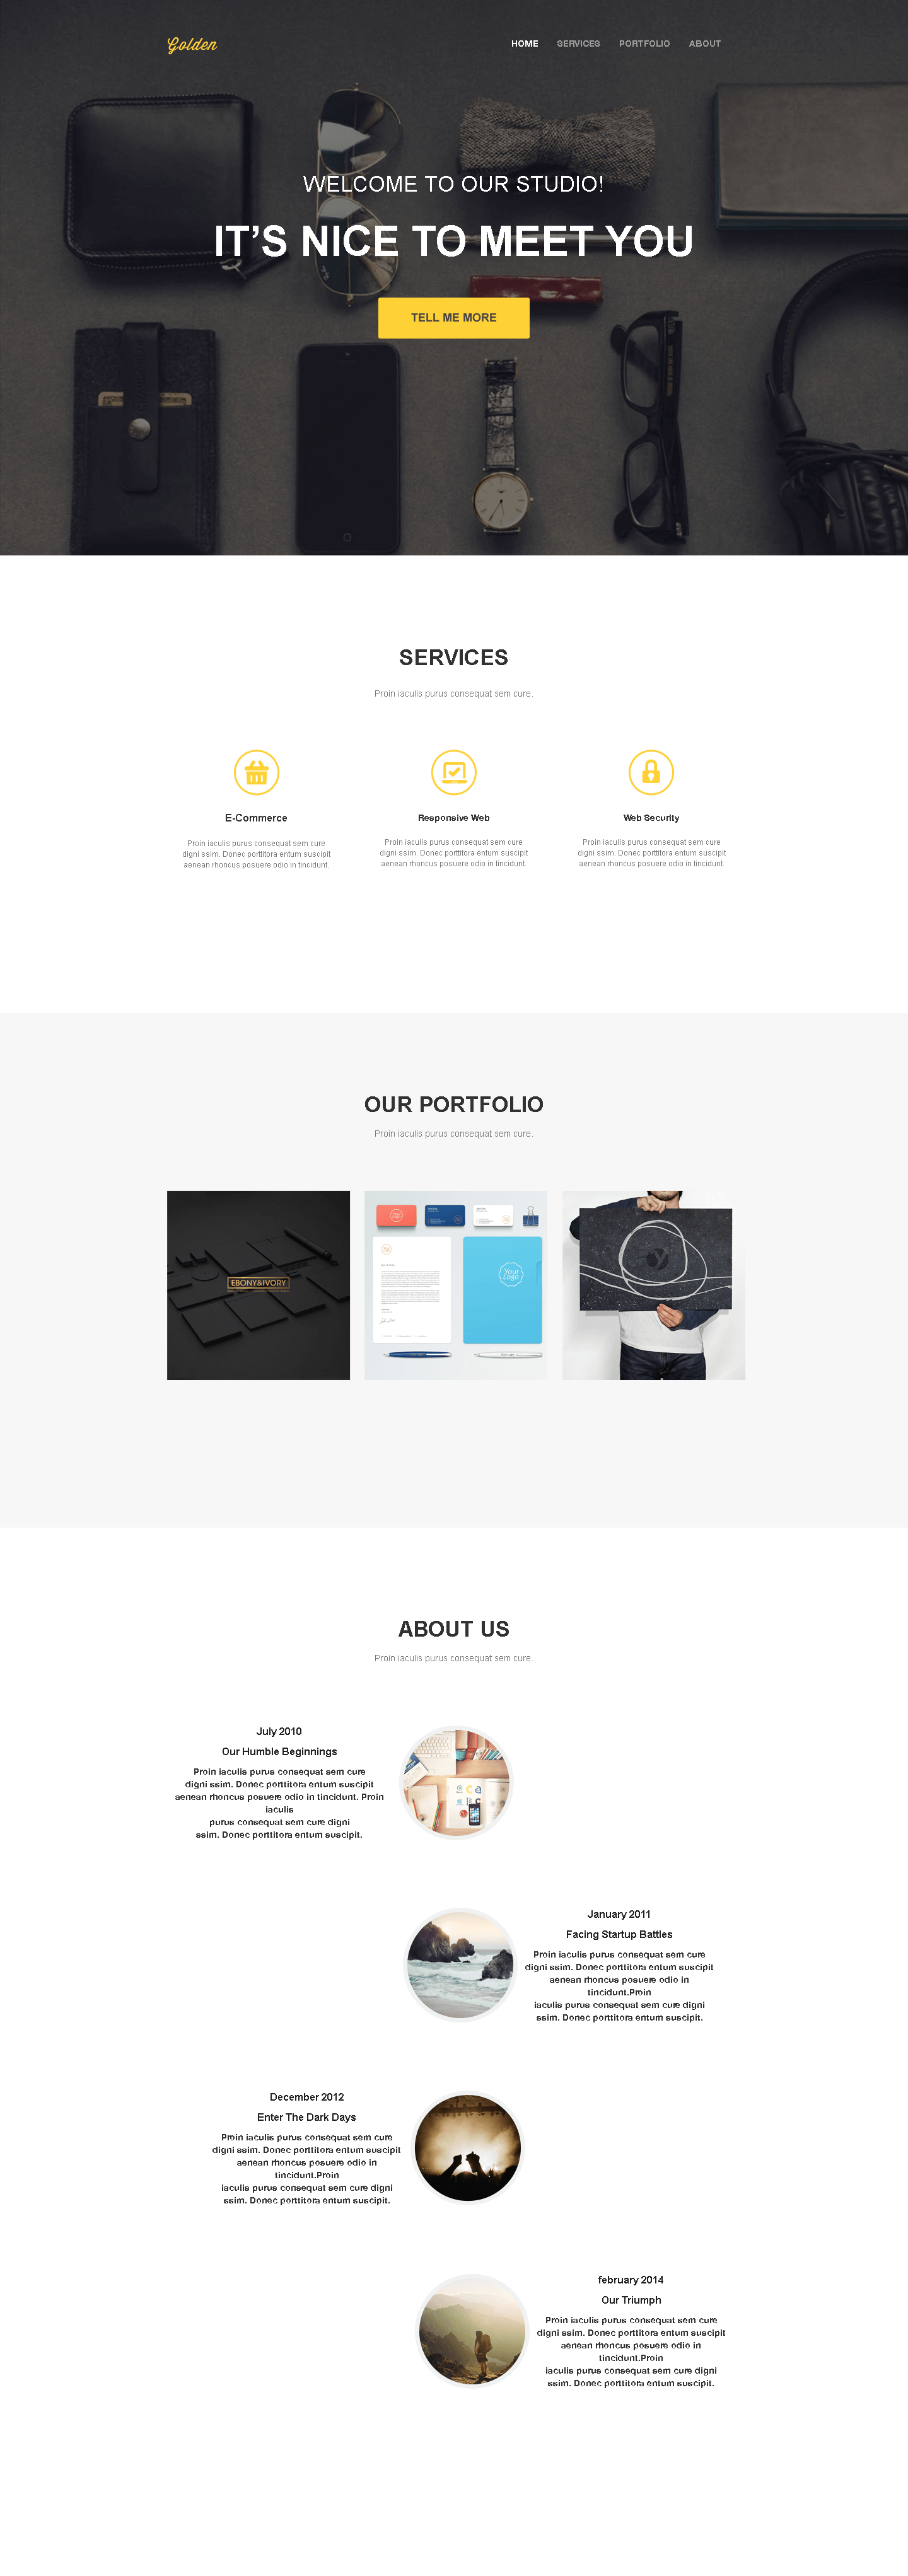 Golden
HOME SERVICES PORTFOLIO ABOUT
WELCOME TO OUR STUDIO!
IT’S NICE TO MEET YOU
TELL ME MORE
SERVICES
Proin iaculis purus consequat sem cure.
E-Commerce
Proin iaculis purus consequat sem cure
digni ssim. Donec porttitora entum suscipit
aenean rhoncus posuere odio in tincidunt.
Responsive Web
Proin iaculis purus consequat sem cure
digni ssim. Donec porttitora entum suscipit
aenean rhoncus posuere odio in tincidunt.
Web Security
Proin iaculis purus consequat sem cure
digni ssim. Donec porttitora entum suscipit
aenean rhoncus posuere odio in tincidunt.
OUR PORTFOLIO
Proin iaculis purus consequat sem cure.
EBONY&IVORY
Your
Logo
ABOUT US
Proin iaculis purus consequat sem cure.
July 2010
Our Humble Beginnings
Proin iaculis purus consequat sem cure
digni ssim. Donec porttitora entum suscipit
aenean rhoncus posuere odio in tincidunt. Proin
iaculis
purus consequat sem cure digni
ssim. Donec porttitora entum suscipit.
January 2011
Facing Startup Battles
Proin iaculis purus consequat sem cure
digni ssim. Donec porttitora entum suscipit
aenean rhoncus posuere odio in
tincidunt.Proin
iaculis purus consequat sem cure digni
ssim. Donec porttitora entum suscipit.
December 2012
Enter The Dark Days
Proin iaculis purus consequat sem cure
digni ssim. Donec porttitora entum suscipit
aenean rhoncus posuere odio in
tincidunt.Proin
iaculis purus consequat sem cure digni
ssim. Donec porttitora entum suscipit.
february 2014
Our Triumph
Proin iaculis purus consequat sem cure
digni ssim. Donec porttitora entum suscipit
aenean rhoncus posuere odio in
tincidunt.Proin
iaculis purus consequat sem cure digni
ssim. Donec porttitora entum suscipit.